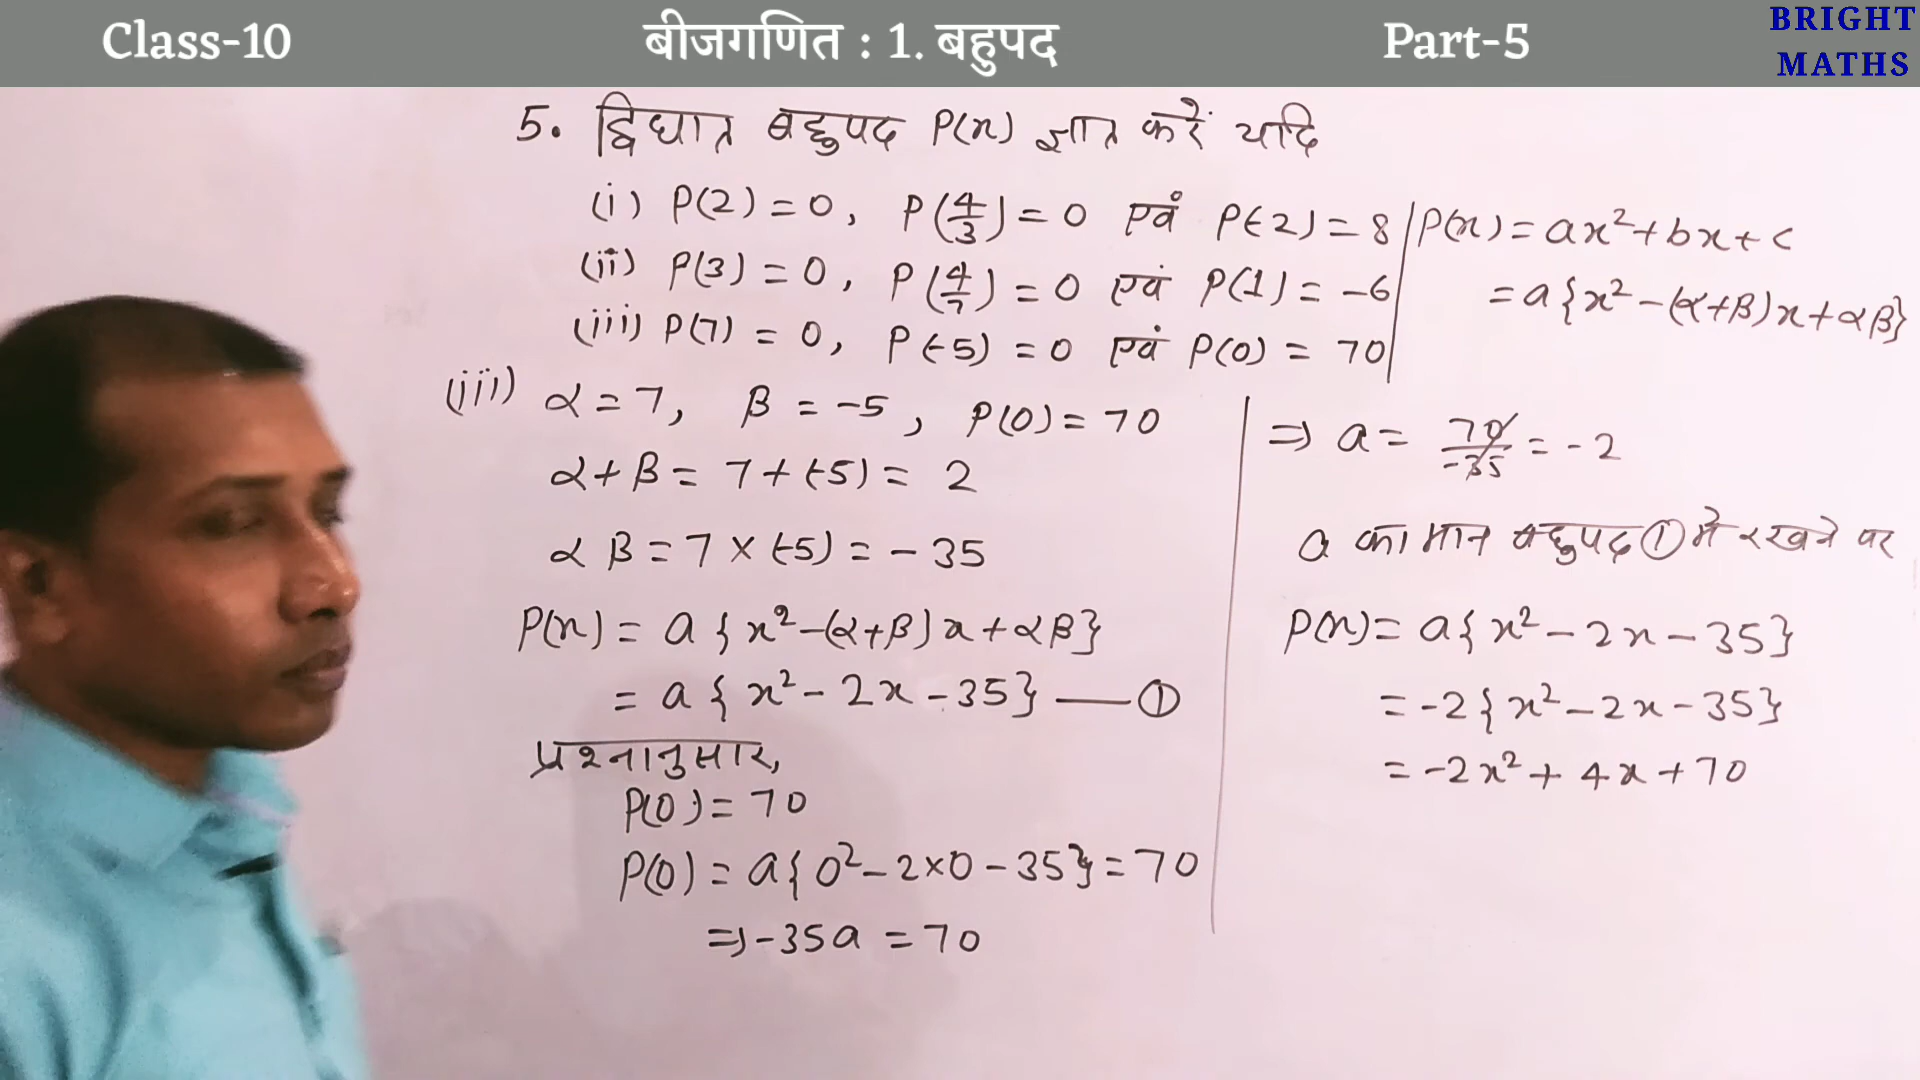 Class-10
बीजगणित : 1. बहुपद
Part-5
BRIGHT
MATHS
5. द्विघात बहुपद P(x) ज्ञात करें यदि
(i) P(2) = 0, P(4/3) = 0 एवं P(-2) = 8
(ii) P(3) = 0, P(4/7) = 0 एवं P(1) = -6
(iii) P(7) = 0, P(-5) = 0 एवं P(0) = 70
P(x) = ax² + bx + c
= a{x² - (α+β)x + αβ}
(iii) α = 7, β = -5, P(0) = 70
α + β = 7 + (-5) = 2
α β = 7 × (-5) = - 35
P(x) = a { x² - (α+β) x + αβ}
= a { x² - 2x - 35} —— ①
प्रश्नानुसार,
P(0) = 70
P(0) = a{ 0² - 2×0 - 35} = 70
⇒ -35a = 70
⇒ a = 70/-35 = - 2
a का मान बहुपद ① में रखने पर
P(x) = a{ x² - 2x - 35}
= -2{ x² - 2x - 35}
= -2x² + 4x + 70